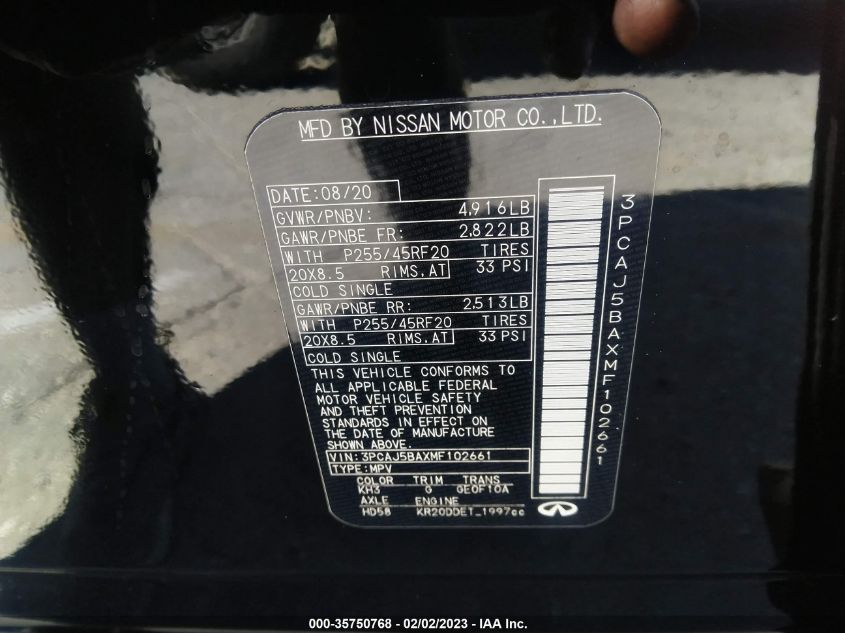 MFD BY NISSAN MOTOR CO.,LTD.
DATE:08/20
GVWR/PNBV: 4,916LB
GAWR/PNBE FR: 2,822LB
WITH P255/45RF20 TIRES
20X8.5 RIMS,AT 33 PSI
COLD SINGLE
GAWR/PNBE RR: 2,513LB
WITH P255/45RF20 TIRES
20X8.5 RIMS,AT 33 PSI
COLD SINGLE
THIS VEHICLE CONFORMS TO
ALL APPLICABLE FEDERAL
MOTOR VEHICLE SAFETY
AND THEFT PREVENTION
STANDARDS IN EFFECT ON
THE DATE OF MANUFACTURE
SHOWN ABOVE.
VIN:3PCAJ5BAXMF102661
TYPE:MPV
COLOR TRIM TRANS
KH3 G GE0F10A
AXLE ENGINE
HD58 KR20DDET_1997cc
3PCAJ5BAXMF102661
000-35750768 — 02/02/2023 — IAA Inc.